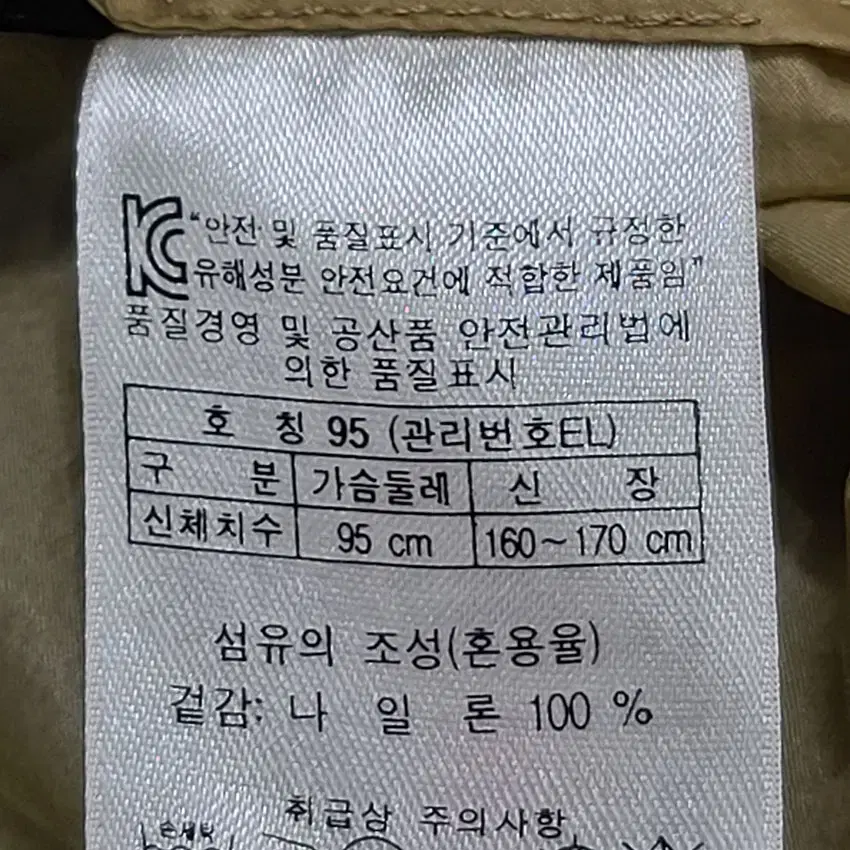 KC "안전 및 품질표시 기준에서 규정한
유해성분 안전요건에 적합한 제품임"
품질경영 및 공산품 안전관리법에
의한 품질표시
호 칭 95 (관리번호EL)
구 분 가슴둘레 신 장
신체치수 95 cm 160~170 cm
섬유의 조성(혼용율)
겉감: 나 일 론 100 %
취급상 주의사항
손세탁